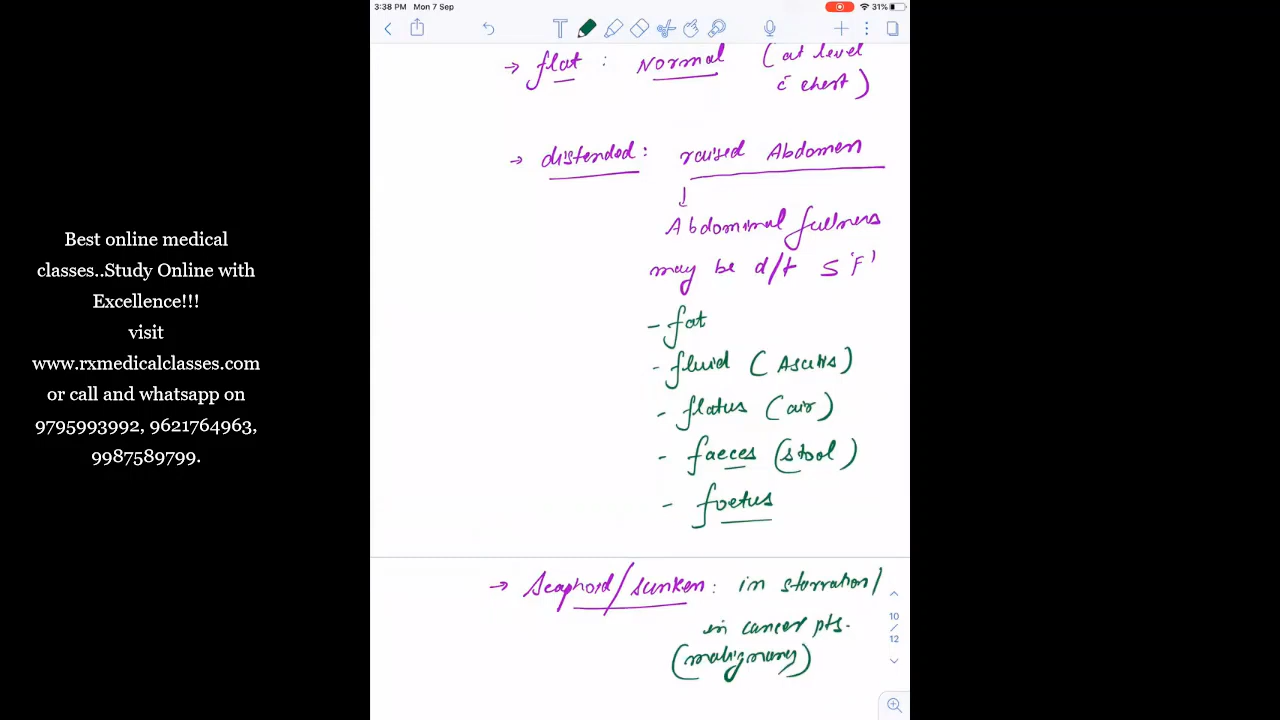 3:38 PM Mon 7 Sep
31%
→ flat : Normal (at level
c̄ chest)
→ distended : raised Abdomen
↓
Abdominal fullness
may be d/t 5 'F'
- fat
- fluid (Ascitis)
- flatus (air)
- faeces (stool)
- foetus
→ Scaphoid/sunken : in starvation/
in cancer pts.
(malignancy)
10
/
12
Best online medical
classes..Study Online with
Excellence!!!
visit
www.rxmedicalclasses.com
or call and whatsapp on
9795993992, 9621764963,
9987589799.